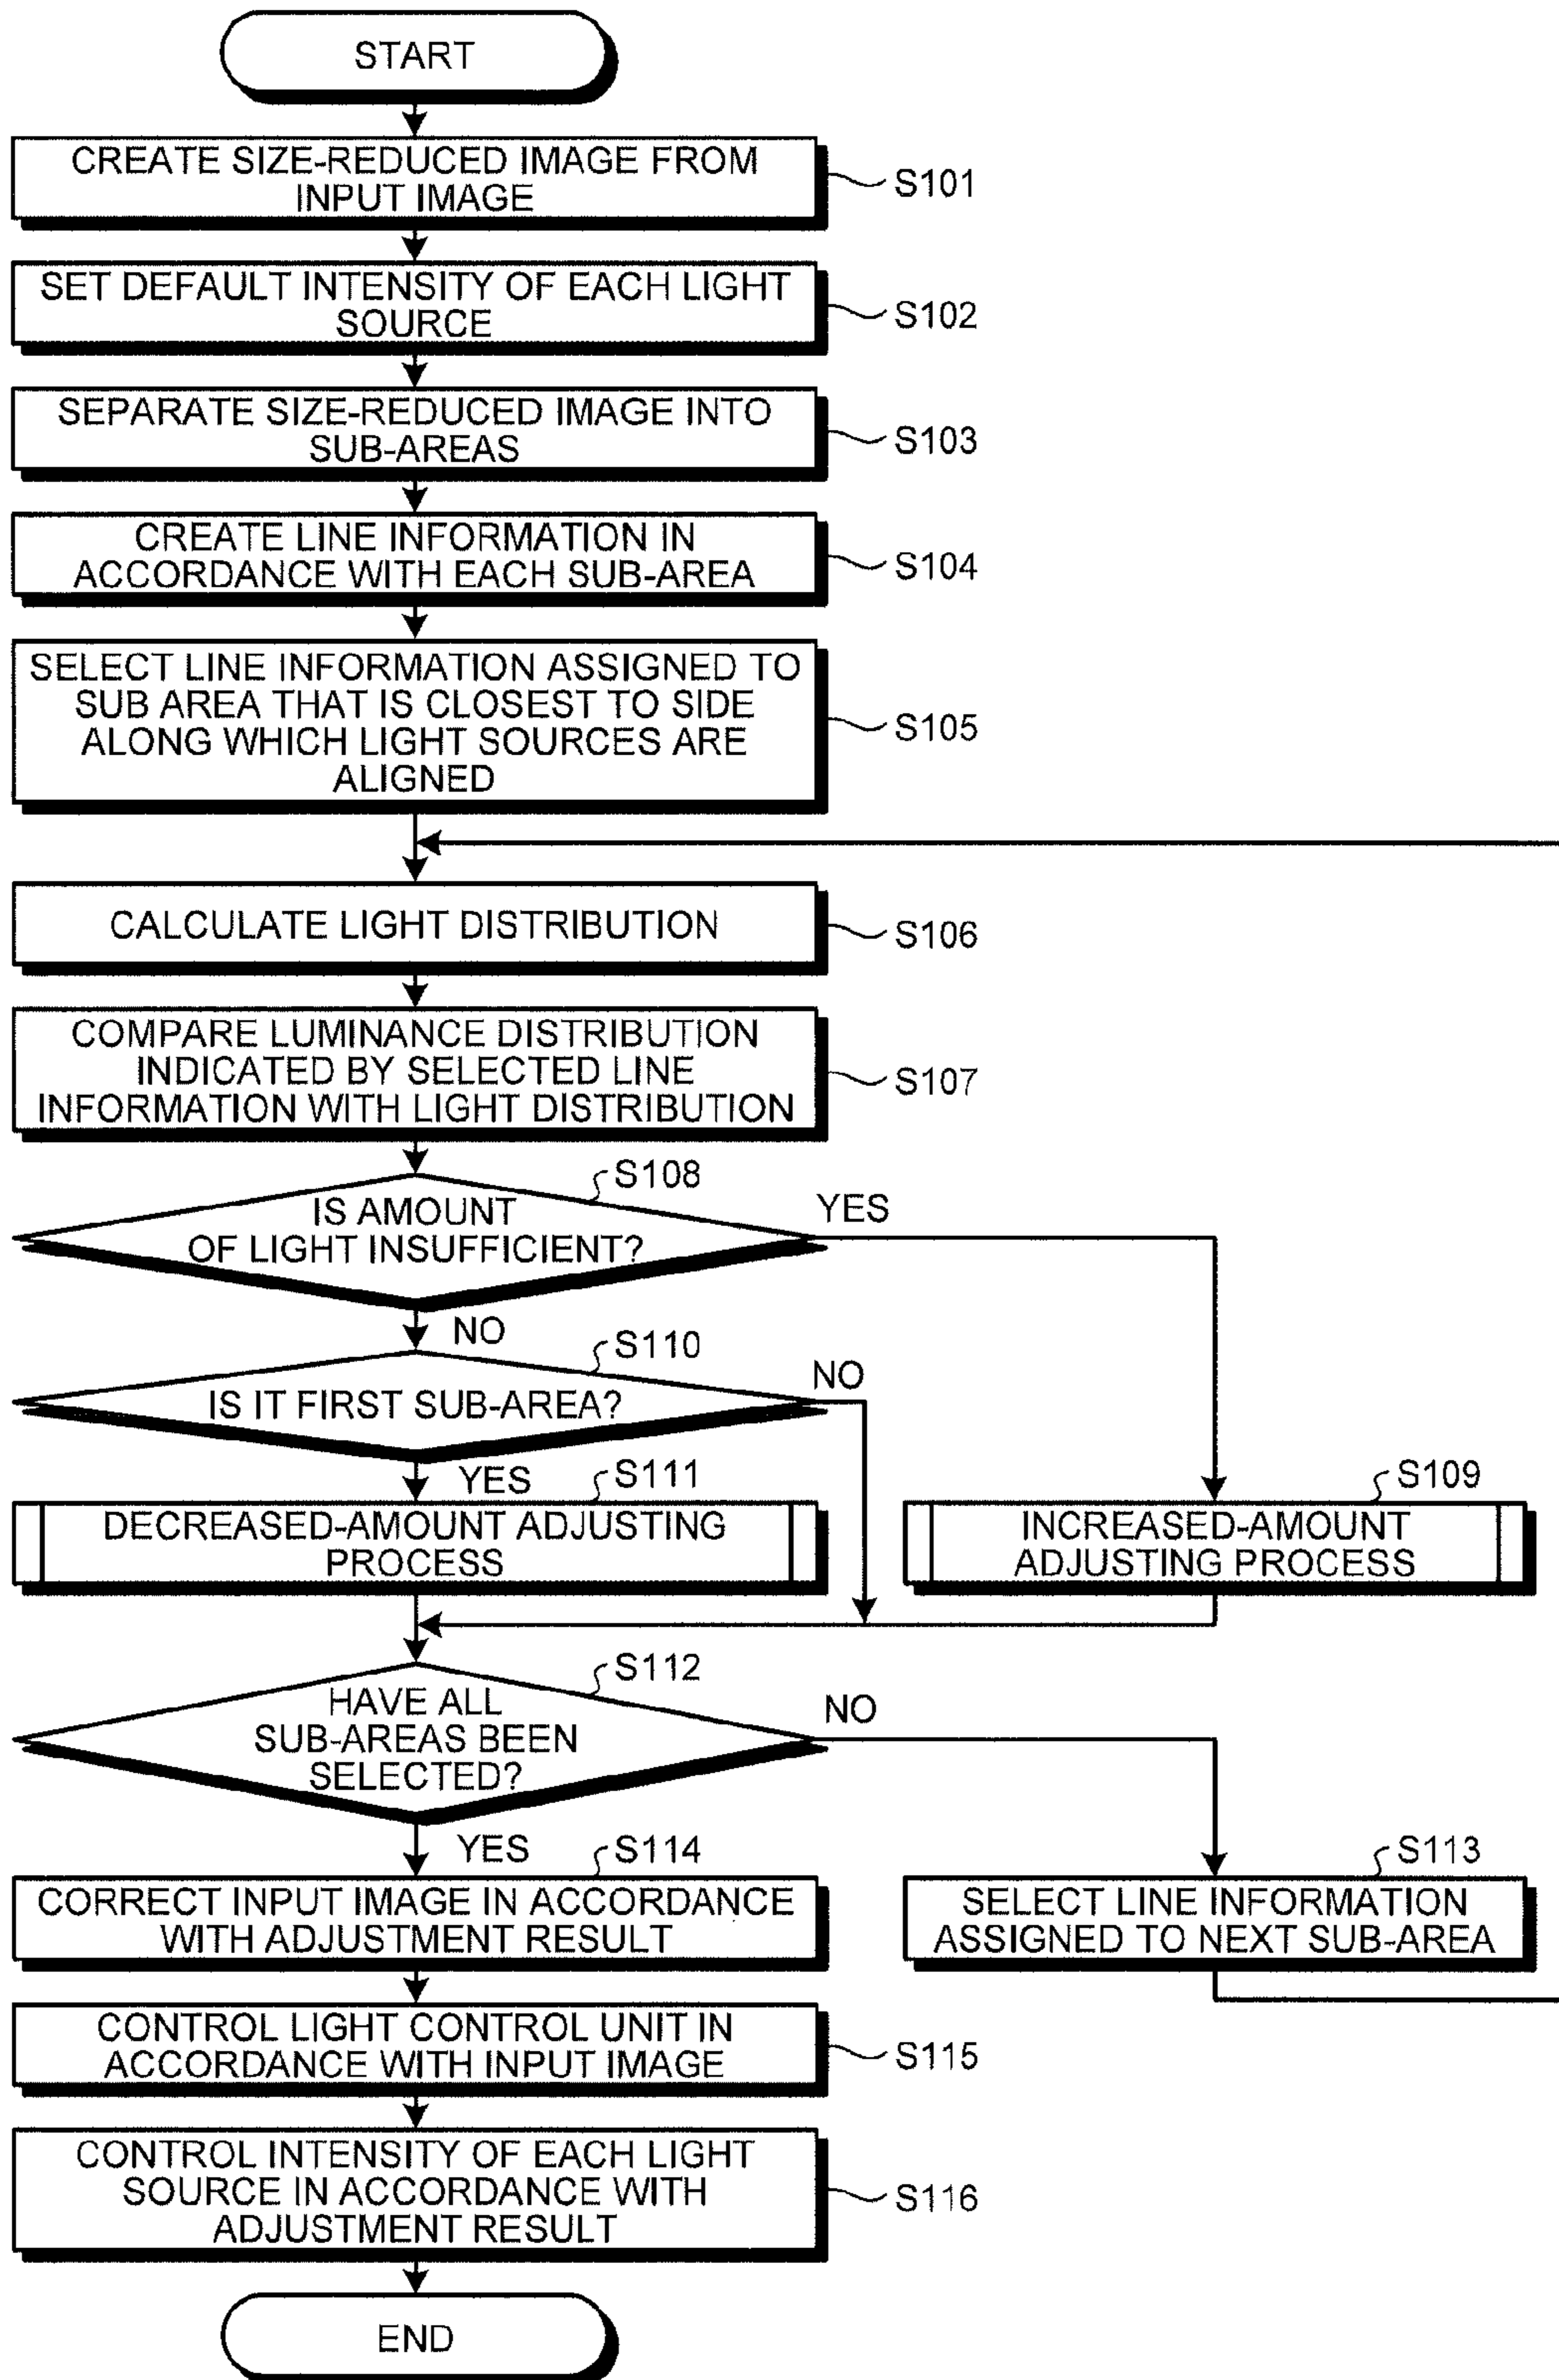 START
CREATE SIZE-REDUCED IMAGE FROM
INPUT IMAGE
S101
SET DEFAULT INTENSITY OF EACH LIGHT
SOURCE
S102
SEPARATE SIZE-REDUCED IMAGE INTO
SUB-AREAS
S103
CREATE LINE INFORMATION IN
ACCORDANCE WITH EACH SUB-AREA
S104
SELECT LINE INFORMATION ASSIGNED TO
SUB AREA THAT IS CLOSEST TO SIDE
ALONG WHICH LIGHT SOURCES ARE
ALIGNED
S105
CALCULATE LIGHT DISTRIBUTION
S106
COMPARE LUMINANCE DISTRIBUTION
INDICATED BY SELECTED LINE
INFORMATION WITH LIGHT DISTRIBUTION
S107
S108
IS AMOUNT
OF LIGHT INSUFFICIENT?
YES
NO
S110
IS IT FIRST SUB-AREA?
NO
YES
S111
DECREASED-AMOUNT ADJUSTING
PROCESS
S109
INCREASED-AMOUNT
ADJUSTING PROCESS
S112
HAVE ALL
SUB-AREAS BEEN
SELECTED?
NO
YES
S114
CORRECT INPUT IMAGE IN ACCORDANCE
WITH ADJUSTMENT RESULT
S113
SELECT LINE INFORMATION
ASSIGNED TO NEXT SUB-AREA
CONTROL LIGHT CONTROL UNIT IN
ACCORDANCE WITH INPUT IMAGE
S115
CONTROL INTENSITY OF EACH LIGHT
SOURCE IN ACCORDANCE WITH
ADJUSTMENT RESULT
S116
END